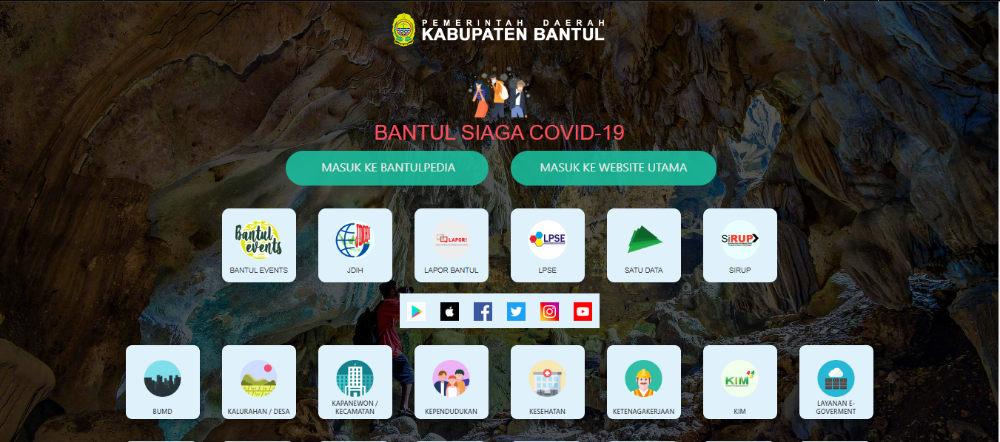 PEMERINTAH DAERAH
KABUPATEN BANTUL
BANTUL SIAGA COVID-19
MASUK KE BANTULPEDIA
MASUK KE WEBSITE UTAMA
Bantul
events
BANTUL EVENTS
JDIH
JDIH
LAPOR!
LAPOR BANTUL
LPSE
LPSE
SATU DATA
SiRUP
SIRUP
BUMD
KALURAHAN / DESA
KAPANEWON /
KECAMATAN
KEPENDUDUKAN
KESEHATAN
KETENAGAKERJAAN
KIM
KIM
LAYANAN E-
GOVERMENT